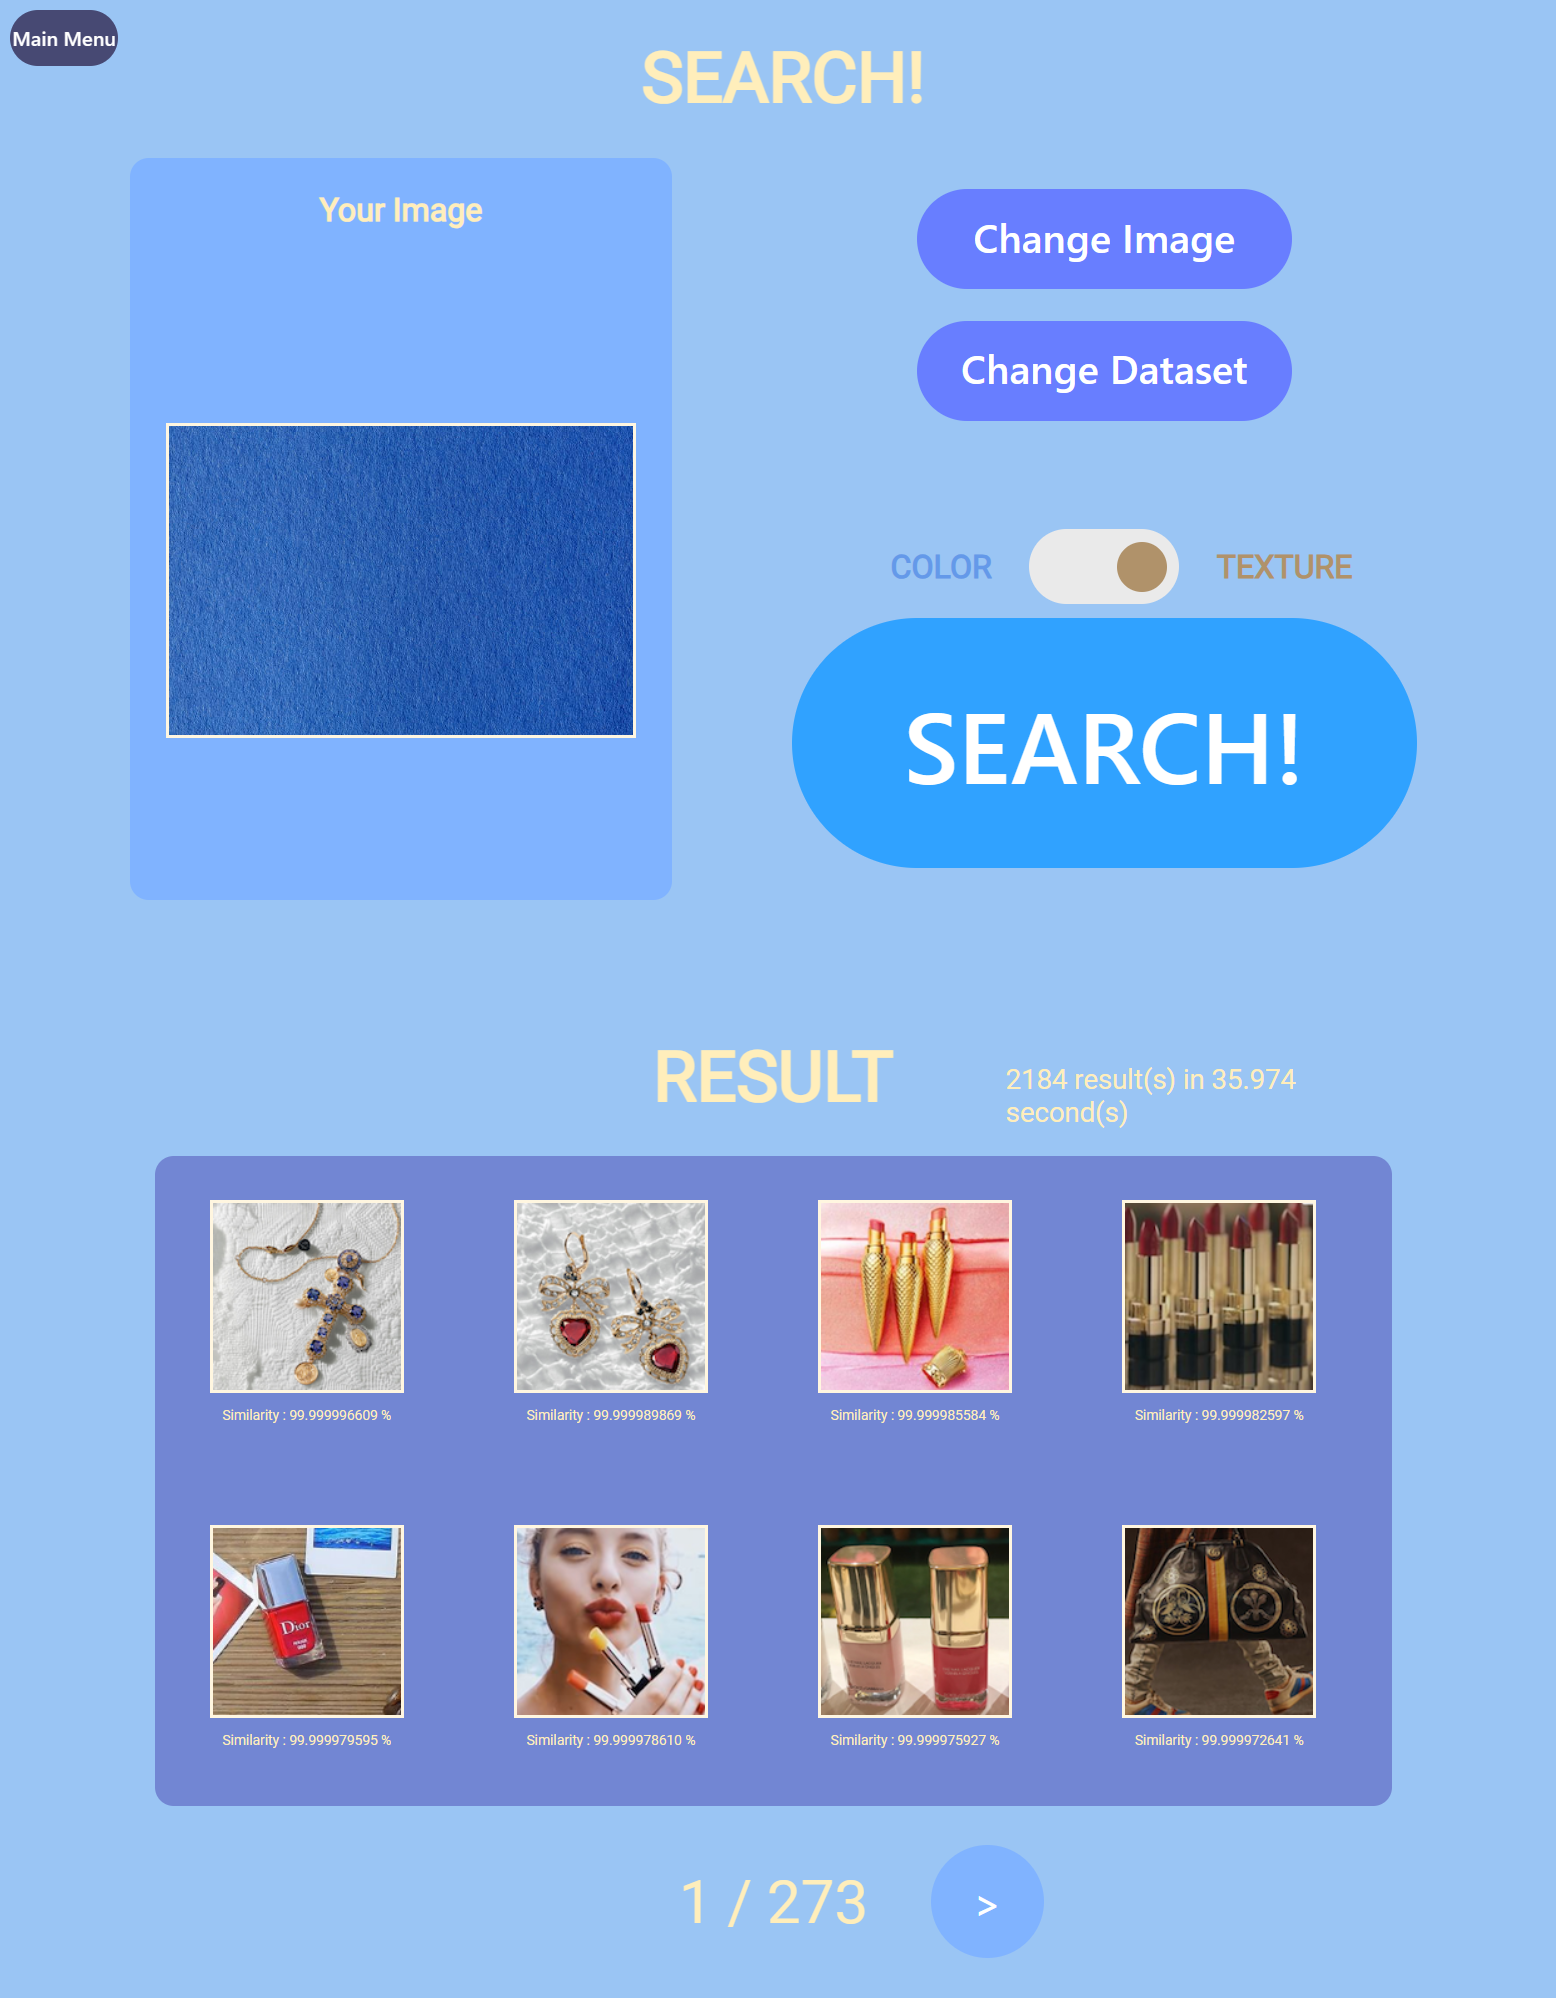 Main Menu
SEARCH!
Your Image
Change Image
Change Dataset
COLOR
TEXTURE
SEARCH!
RESULT
2184 result(s) in 35.974
second(s)
Similarity : 99.999996609 %
Similarity : 99.999989869 %
Similarity : 99.999985584 %
Similarity : 99.999982597 %
Dior
Similarity : 99.999979595 %
Similarity : 99.999978610 %
Similarity : 99.999975927 %
Similarity : 99.999972641 %
1 / 273
>